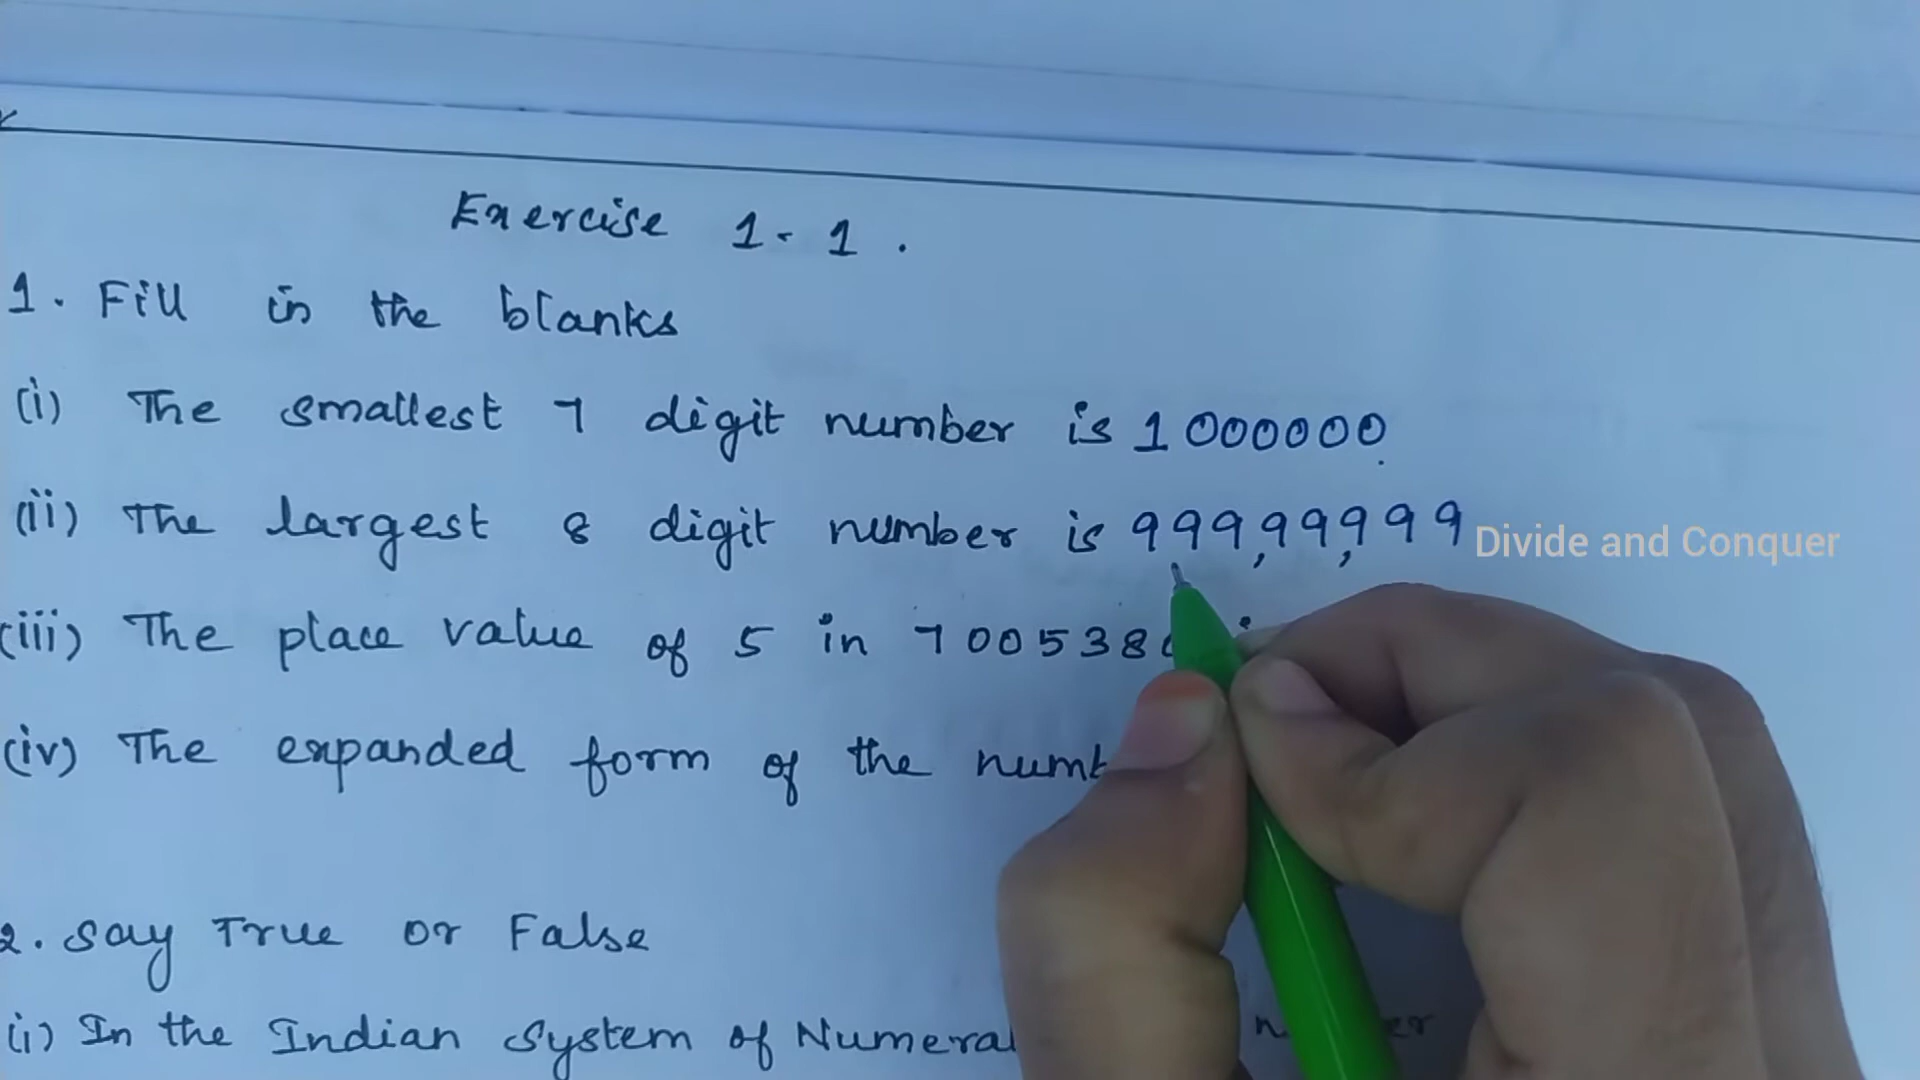 Exercise 1-1.
1. Fill in the blanks
(i) The smallest 7 digit number is 1000000
(ii) The largest 8 digit number is 999,99,999
Divide and Conquer
(iii) The place value of 5 in 700538
(iv) The expanded form of the
2. Say True or False
(i) In the Indian System of